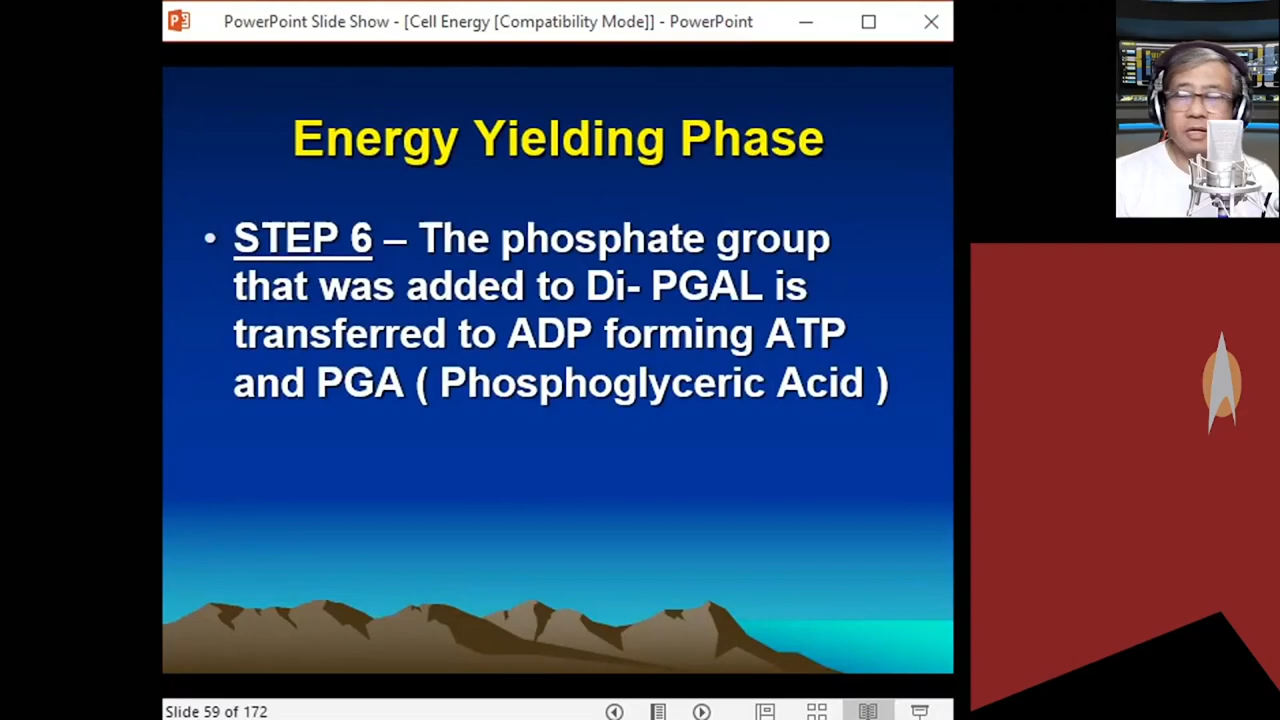 PowerPoint Slide Show - [Cell Energy [Compatibility Mode]] - PowerPoint
Energy Yielding Phase
• STEP 6 – The phosphate group
that was added to Di- PGAL is
transferred to ADP forming ATP
and PGA ( Phosphoglyceric Acid )
Slide 59 of 172